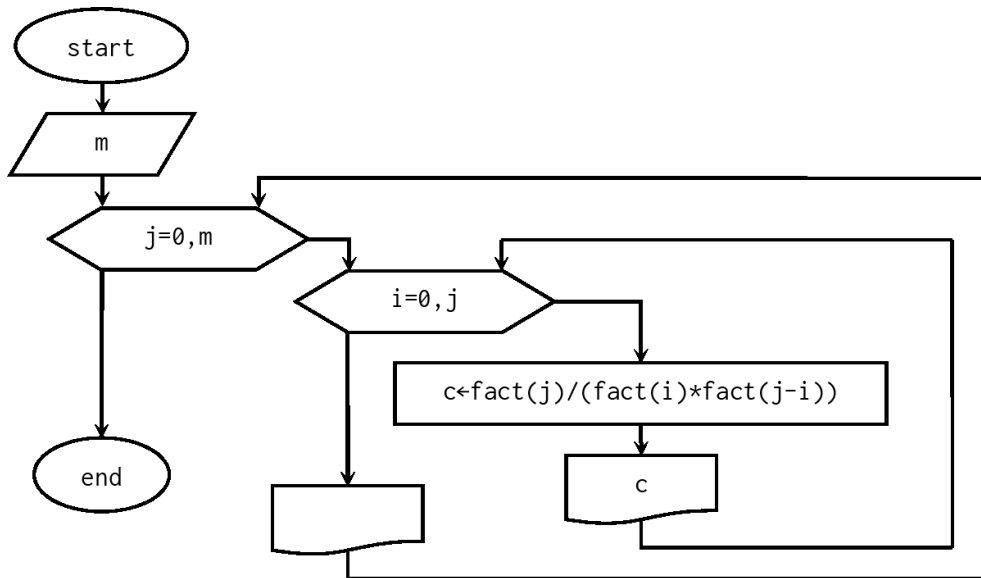 start
m
j=0,m
i=0,j
c←fact(j)/(fact(i)*fact(j-i))
c
end